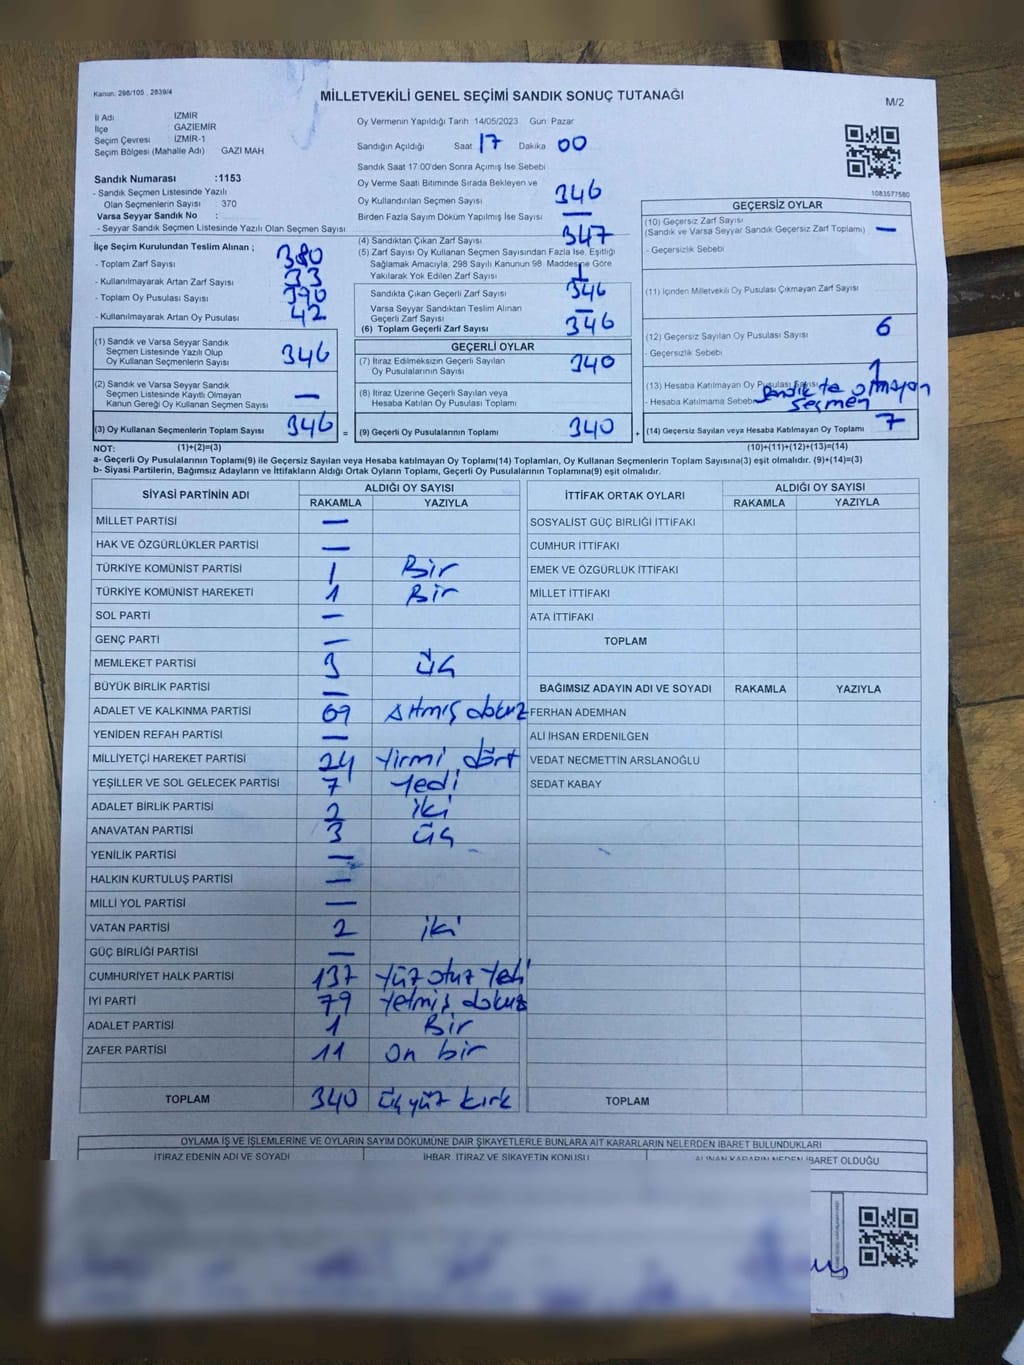 Kanun: 298/105 , 2839/4
MİLLETVEKİLİ GENEL SEÇİMİ SANDIK SONUÇ TUTANAĞI
M/2
İl Adı İZMİR
İlçe GAZİEMİR
Seçim Çevresi İZMİR-1
Seçim Bölgesi (Mahalle Adı) GAZİ MAH
Sandık Numarası :1153
- Sandık Seçmen Listesinde Yazılı
Olan Seçmenlerin Sayısı : 370
Varsa Seyyar Sandık No :
- Seyyar Sandık Seçmen Listesinde Yazılı Olan Seçmen Sayısı
İlçe Seçim Kurulundan Teslim Alınan ;
- Toplam Zarf Sayısı 380
- Kullanılmayarak Artan Zarf Sayısı 33
- Toplam Oy Pusulası Sayısı 390
- Kullanılmayarak Artan Oy Pusulası 42
(1) Sandık ve Varsa Seyyar Sandık
Seçmen Listesinde Yazılı Olup
Oy Kullanan Seçmenlerin Sayısı 346
(2) Sandık ve Varsa Seyyar Sandık
Seçmen Listesinde Kayıtlı Olmayan
Kanun Gereği Oy Kullanan Seçmen Sayısı —
(3) Oy Kullanan Seçmenlerin Toplam Sayısı 346 =
Oy Vermenin Yapıldığı Tarih :14/05/2023 Gün: Pazar
Sandığın Açıldığı Saat 17 Dakika 00
Sandık Saat 17:00'den Sonra Açımış İse Sebebi
Oy Verme Saati Bitiminde Sırada Bekleyen ve
Oy Kullandırılan Seçmen Sayısı 346
Birden Fazla Sayım Döküm Yapılmış İse Sayısı —
(4) Sandıktan Çıkan Zarf Sayısı 347
(5) Zarf Sayısı Oy Kullanan Seçmen Sayısından Fazla İse, Eşitliği
Sağlamak Amacıyla, 298 Sayılı Kanunun 98. Maddesine Göre
Yakılarak Yok Edilen Zarf Sayısı 1
Sandıkta Çıkan Geçerli Zarf Sayısı 346
Varsa Seyyar Sandıktan Teslim Alınan
Geçerli Zarf Sayısı —
(6) Toplam Geçerli Zarf Sayısı 346
GEÇERLİ OYLAR
(7) İtiraz Edilmeksizin Geçerli Sayılan
Oy Pusulalarının Sayısı 340
(8) İtiraz Üzerine Geçerli Sayılan veya
Hesaba Katılan Oy Pusulası Toplamı
(9) Geçerli Oy Pusulalarının Toplamı 340 +
1083577580
GEÇERSİZ OYLAR
(10) Geçersiz Zarf Sayısı
(Sandık ve Varsa Seyyar Sandık Geçersiz Zarf Toplamı) —
- Geçersizlik Sebebi
(11) İçinden Milletvekili Oy Pusulası Çıkmayan Zarf Sayısı
(12) Geçersiz Sayılan Oy Pusulası Sayısı 6
- Geçersizlik Sebebi
(13) Hesaba Katılmayan Oy Pusulası Sayısı 1
- Hesaba Katılmama Sebebi Sandıkta olmayan
seçmen
(14) Geçersiz Sayılan veya Hesaba Katılmayan Oy Toplamı 7
NOT: (1)+(2)=(3) (10)+(11)+(12)+(13)=(14)
a- Geçerli Oy Pusulalarının Toplamı(9) ile Geçersiz Sayılan veya Hesaba Katılmayan Oy Toplamı(14) Toplamları, Oy Kullanan Seçmenlerin Toplam Sayısına(3) eşit olmalıdır. (9)+(14)=(3)
b- Siyasi Partilerin, Bağımsız Adayların ve İttifakların Aldığı Ortak Oyların Toplamı, Geçerli Oy Pusulalarının Toplamına(9) eşit olmalıdır.
SİYASİ PARTİNİN ADI ALDIĞI OY SAYISI
RAKAMLA YAZIYLA
MİLLET PARTİSİ —
HAK VE ÖZGÜRLÜKLER PARTİSİ —
TÜRKİYE KOMÜNİST PARTİSİ 1 Bir
TÜRKİYE KOMÜNİST HAREKETİ 1 Bir
SOL PARTİ —
GENÇ PARTİ —
MEMLEKET PARTİSİ 3 üç
BÜYÜK BİRLİK PARTİSİ —
ADALET VE KALKINMA PARTİSİ 69 Altmış dokuz
YENİDEN REFAH PARTİSİ —
MİLLİYETÇİ HAREKET PARTİSİ 24 Yirmi dört
YEŞİLLER VE SOL GELECEK PARTİSİ 7 Yedi
ADALET BİRLİK PARTİSİ 2 iki
ANAVATAN PARTİSİ 3 üç
YENİLİK PARTİSİ —
HALKIN KURTULUŞ PARTİSİ —
MİLLİ YOL PARTİSİ —
VATAN PARTİSİ 2 iki
GÜÇ BİRLİĞİ PARTİSİ —
CUMHURİYET HALK PARTİSİ 137 Yüz otuz Yedi
İYİ PARTİ 79 Yetmiş dokuz
ADALET PARTİSİ 1 Bir
ZAFER PARTİSİ 11 On bir
TOPLAM 340 üç yüz kırk
İTTİFAK ORTAK OYLARI ALDIĞI OY SAYISI
RAKAMLA YAZIYLA
SOSYALİST GÜÇ BİRLİĞİ İTTİFAKI
CUMHUR İTTİFAKI
EMEK VE ÖZGÜRLÜK İTTİFAKI
MİLLET İTTİFAKI
ATA İTTİFAKI
TOPLAM
BAĞIMSIZ ADAYIN ADI VE SOYADI RAKAMLA YAZIYLA
FERHAN ADEMHAN
ALİ İHSAN ERDENİLGEN
VEDAT NECMETTİN ARSLANOĞLU
SEDAT KABAY
TOPLAM
OYLAMA İŞ VE İŞLEMLERİNE VE OYLARIN SAYIM DÖKÜMÜNE DAİR ŞİKAYETLERLE BUNLARA AİT KARARLARIN NELERDEN İBARET BULUNDUKLARI
İTİRAZ EDENİN ADI VE SOYADI İHBAR, İTİRAZ VE ŞİKAYETİN KONUSU ALINAN KARARIN NEDEN İBARET OLDUĞU